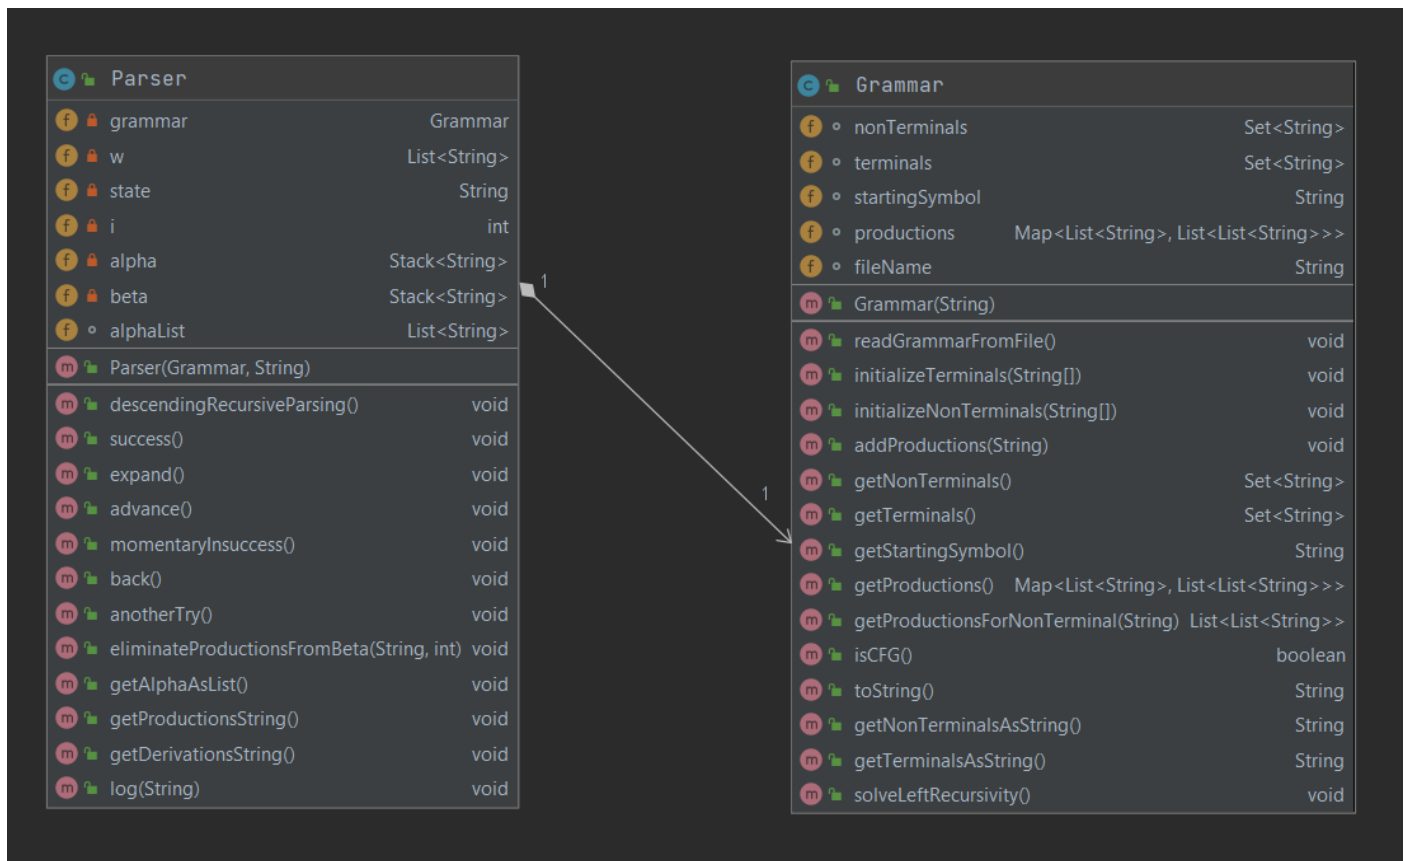 Parser
grammar Grammar
w List<String>
state String
i int
alpha Stack<String>
beta Stack<String>
alphaList List<String>
Parser(Grammar, String)
descendingRecursiveParsing() void
success() void
expand() void
advance() void
momentaryInsuccess() void
back() void
anotherTry() void
eliminateProductionsFromBeta(String, int) void
getAlphaAsList() void
getProductionsString() void
getDerivationsString() void
log(String) void
1
1
Grammar
nonTerminals Set<String>
terminals Set<String>
startingSymbol String
productions Map<List<String>, List<List<String>>>
fileName String
Grammar(String)
readGrammarFromFile() void
initializeTerminals(String[]) void
initializeNonTerminals(String[]) void
addProductions(String) void
getNonTerminals() Set<String>
getTerminals() Set<String>
getStartingSymbol() String
getProductions() Map<List<String>, List<List<String>>>
getProductionsForNonTerminal(String) List<List<String>>
isCFG() boolean
toString() String
getNonTerminalsAsString() String
getTerminalsAsString() String
solveLeftRecursivity() void